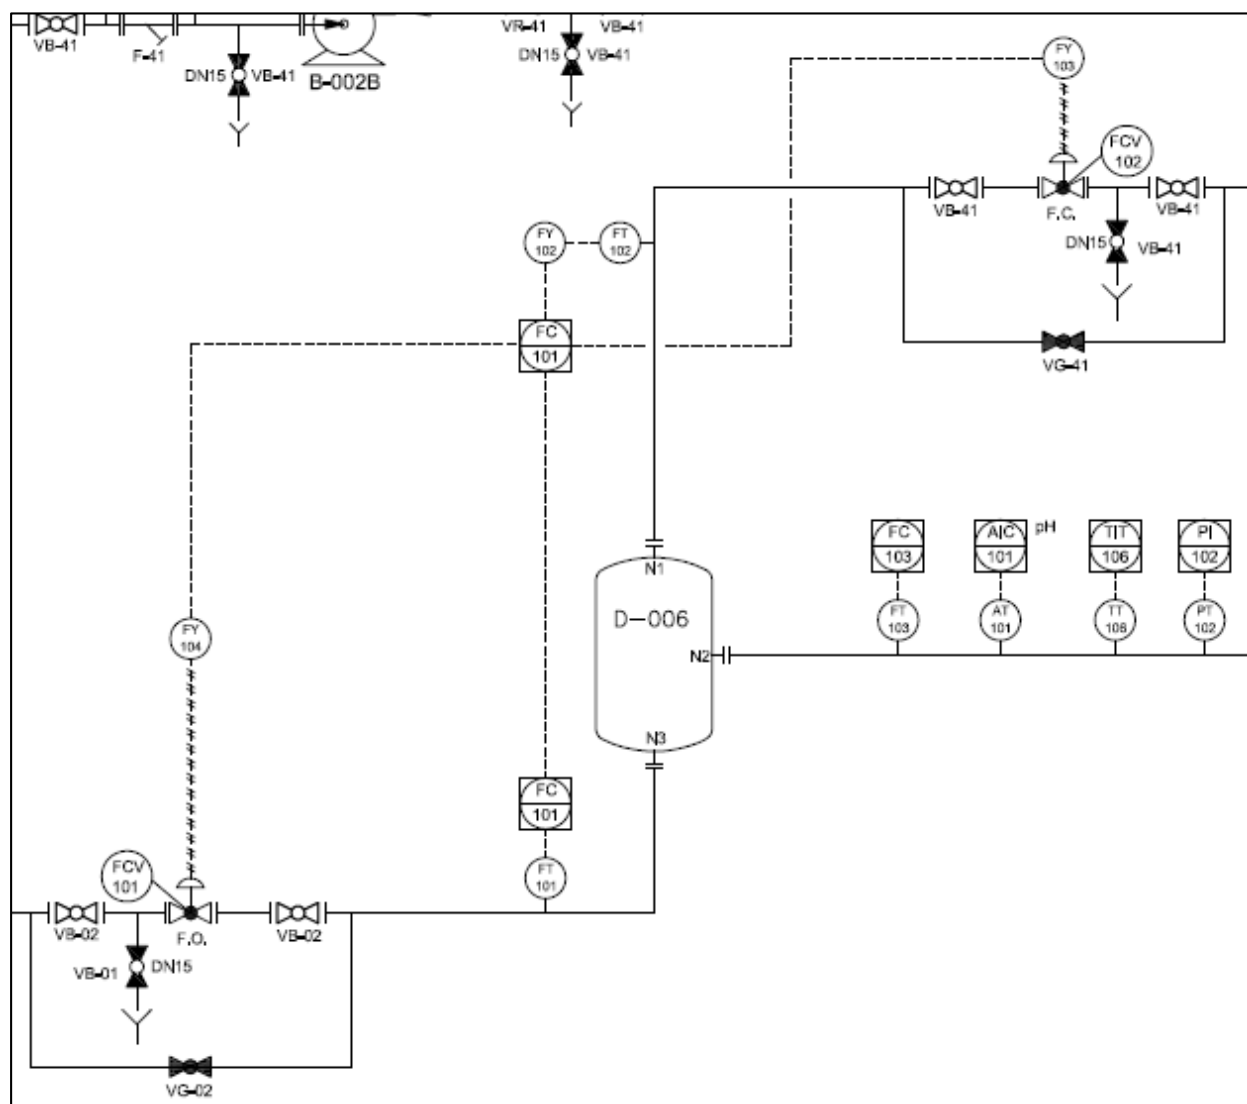 VB-41
F-41
DN15
VB-41
B-002B
VR-41
VB-41
DN15
VB-41
FY
103
FCV
102
VB-41
F.C.
VB-41
DN15
VB-41
VG-41
FY
102
FT
102
FC
101
FC
103
AIC
101
pH
TIT
106
PI
102
FT
103
AT
101
TT
106
PT
102
N1
D-006
N2
N3
FY
104
FC
101
FT
101
FCV
101
VB-02
F.O.
VB-02
VB-01
DN15
VG-02